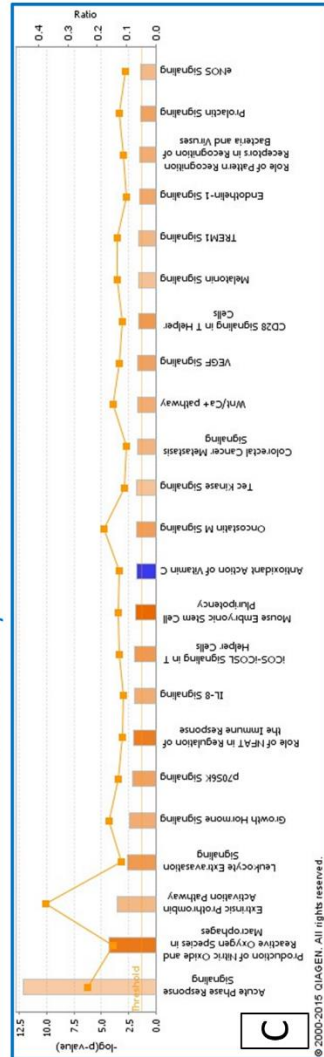 -log(p-value)
12.5
10.0
7.5
5.0
2.5
0.0
Threshold
Ratio
0.4
0.3
0.2
0.1
0.0
Acute Phase Response
Signaling
Production of Nitric Oxide and
Reactive Oxygen Species in
Macrophages
Extrinsic Prothrombin
Activation Pathway
Leukocyte Extravasation
Signaling
Growth Hormone Signaling
p70S6K Signaling
Role of NFAT in Regulation of
the Immune Response
IL-8 Signaling
iCOS-iCOSL Signaling in T
Helper Cells
Mouse Embryonic Stem Cell
Pluripotency
Antioxidant Action of Vitamin C
Oncostatin M Signaling
Tec Kinase Signaling
Colorectal Cancer Metastasis
Signaling
Wnt/Ca+ pathway
VEGF Signaling
CD28 Signaling in T Helper
Cells
Melatonin Signaling
TREM1 Signaling
Endothelin-1 Signaling
Role of Pattern Recognition
Receptors in Recognition of
Bacteria and Viruses
Prolactin Signaling
eNOS Signaling
C
© 2000-2015 QIAGEN. All rights reserved.